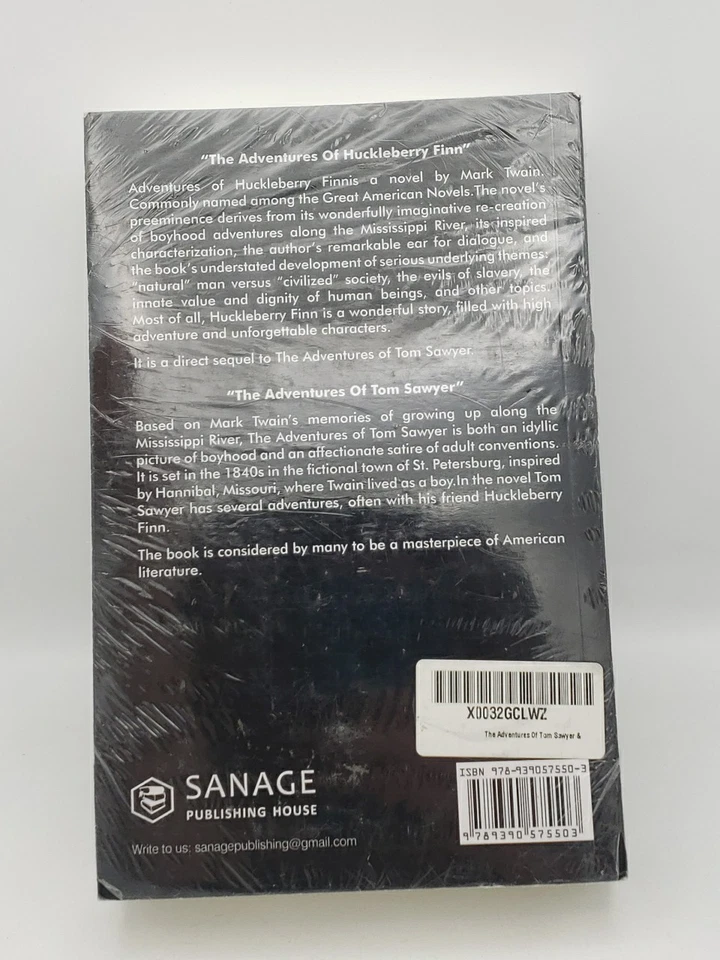 "The Adventures Of Huckleberry Finn"
Adventures of Huckleberry Finnis a novel by Mark Twain.
Commonly named among the Great American Novels.The novel's
preeminence derives from its wonderfully imaginative re-creation
of boyhood adventures along the Mississippi River, its inspired
characterization, the author's remarkable ear for dialogue, and
the book's understated development of serious underlying themes:
"natural" man versus "civilized" society, the evils of slavery, the
innate value and dignity of human beings, and other topics.
Most of all, Huckleberry Finn is a wonderful story, filled with high
adventure and unforgettable characters.
It is a direct sequel to The Adventures of Tom Sawyer.
"The Adventures Of Tom Sawyer"
Based on Mark Twain's memories of growing up along the
Mississippi River, The Adventures of Tom Sawyer is both an idyllic
picture of boyhood and an affectionate satire of adult conventions.
It is set in the 1840s in the fictional town of St. Petersburg, inspired
by Hannibal, Missouri, where Twain lived as a boy.In the novel Tom
Sawyer has several adventures, often with his friend Huckleberry
Finn.
The book is considered by many to be a masterpiece of American
literature.
X0032GCLWZ
The Adventures Of Tom Sawyer &
ISBN 978-939057550-3
9 789390 575503
SANAGE
PUBLISHING HOUSE
Write to us: sanagepublishing@gmail.com